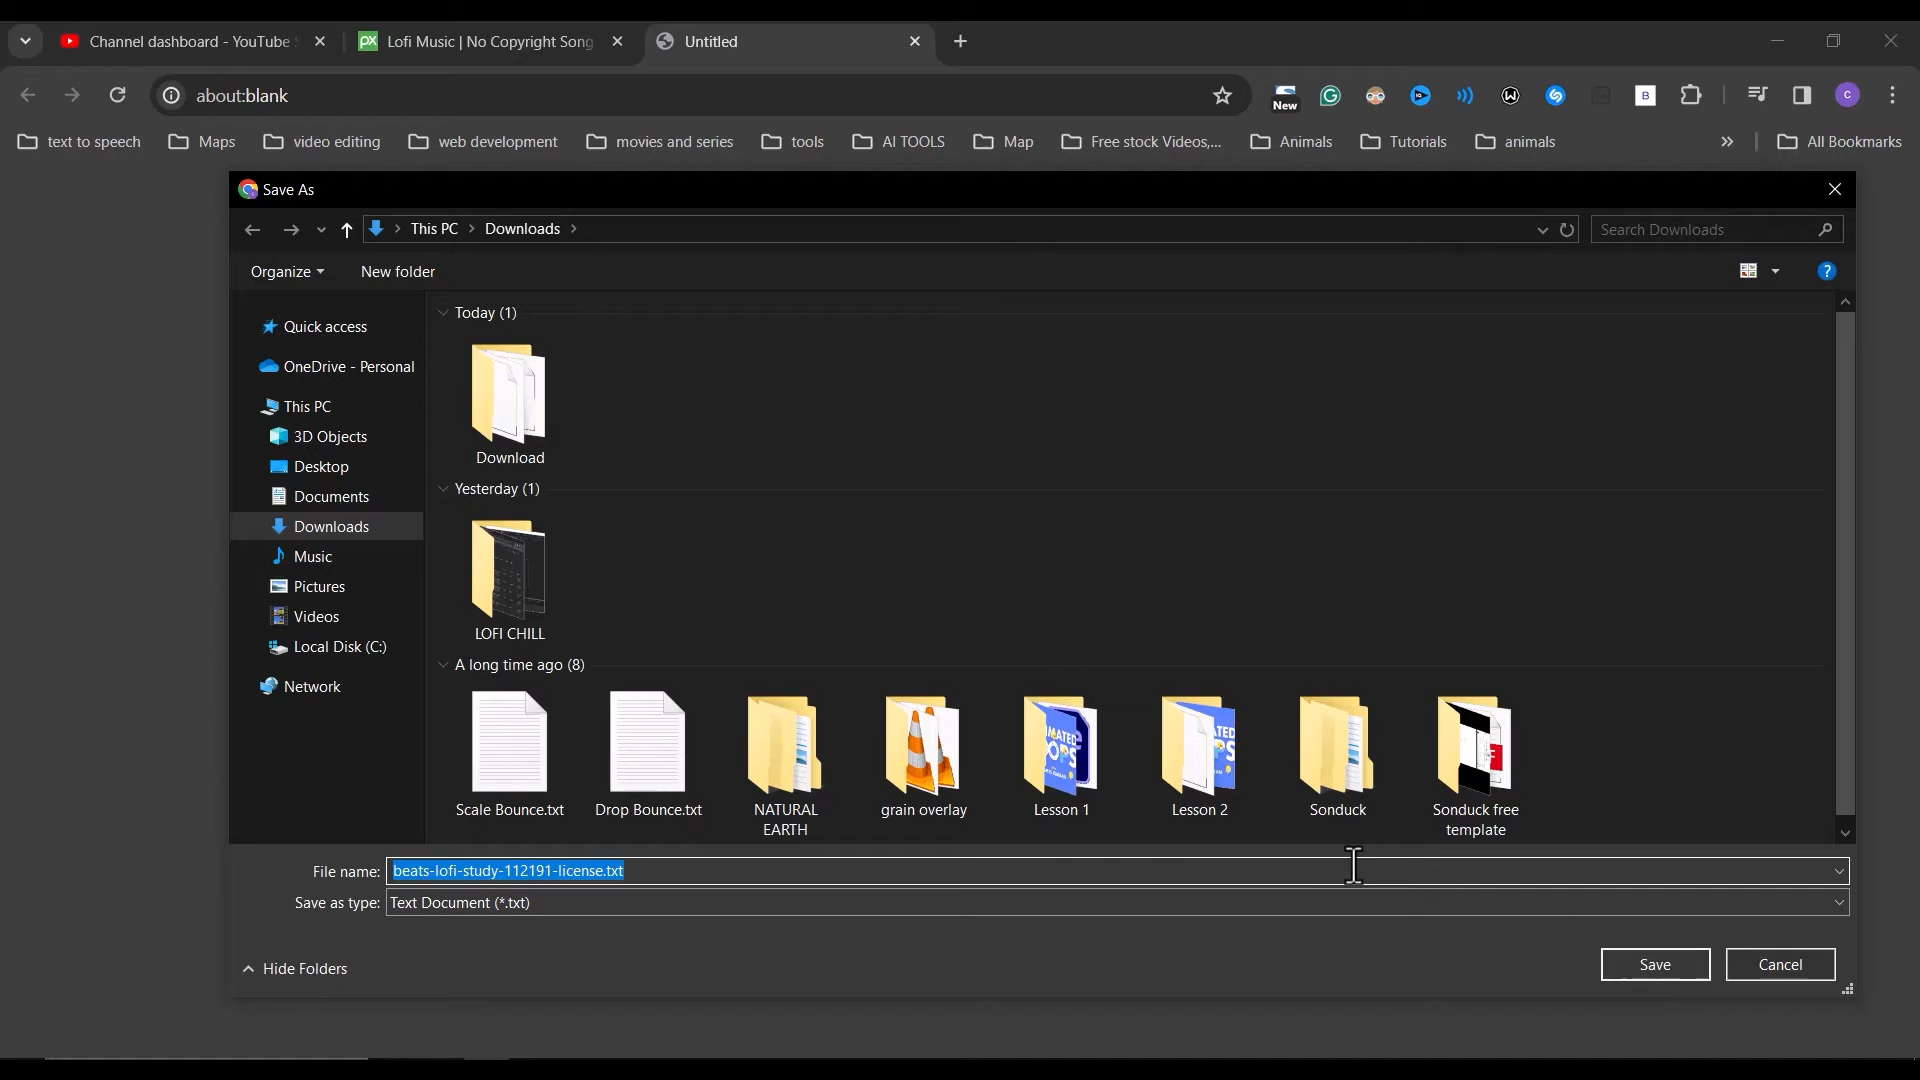 Channel dashboard - YouTube
PX Lofi Music | No Copyright Song
Untitled
about:blank
New
B
C
text to speech
Maps
video editing
web development
movies and series
tools
AI TOOLS
Map
Free stock Videos,...
Animals
Tutorials
animals
All Bookmarks
Save As
This PC
Downloads
Search Downloads
Organize
New folder
Quick access
OneDrive - Personal
This PC
3D Objects
Desktop
Documents
Downloads
Music
Pictures
Videos
Local Disk (C:)
Network
Today (1)
Download
Yesterday (1)
LOFI CHILL
A long time ago (8)
Scale Bounce.txt
Drop Bounce.txt
NATURAL
EARTH
grain overlay
Lesson 1
Lesson 2
Sonduck
Sonduck free
template
File name: beats-lofi-study-112191-license.txt
Save as type: Text Document (*.txt)
Hide Folders
Save
Cancel